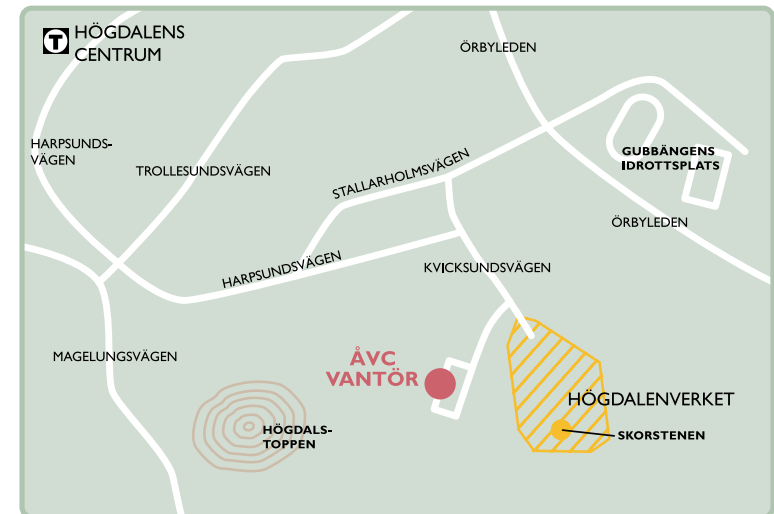 T HÖGDALENS
CENTRUM
ÖRBYLEDEN
HARPSUNDS-
VÄGEN
TROLLESUNDSVÄGEN
STALLARHOLMSVÄGEN
GUBBÄNGENS
IDROTTSPLATS
ÖRBYLEDEN
HARPSUNDSVÄGEN
KVICKSUNDSVÄGEN
MAGELUNGSVÄGEN
ÅVC
VANTÖR
HÖGDALENVERKET
HÖGDALS-
TOPPEN
SKORSTENEN